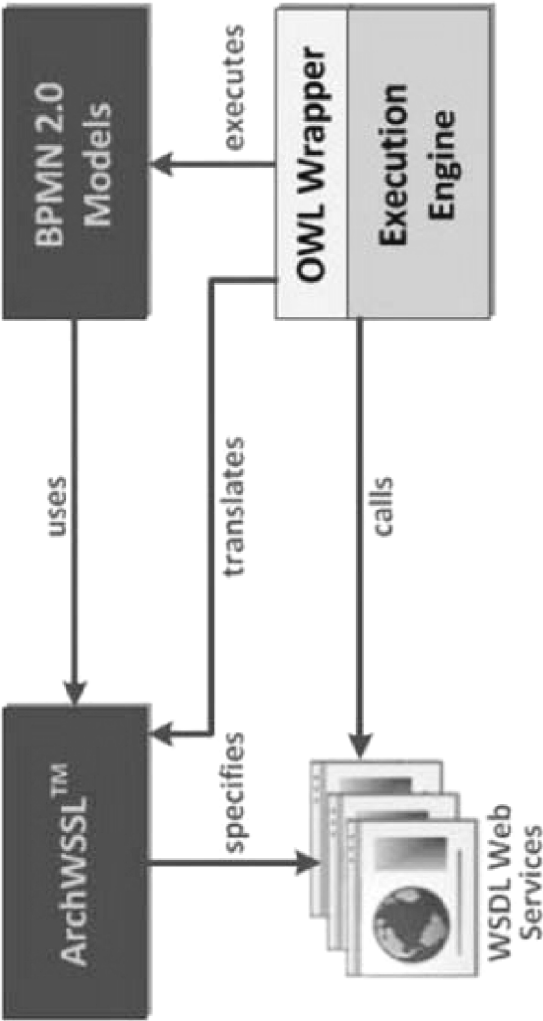 ArchWSSL™
uses
BPMN 2.0
Models
translates
specifies
executes
OWL Wrapper
Execution
Engine
calls
WSDL Web
Services